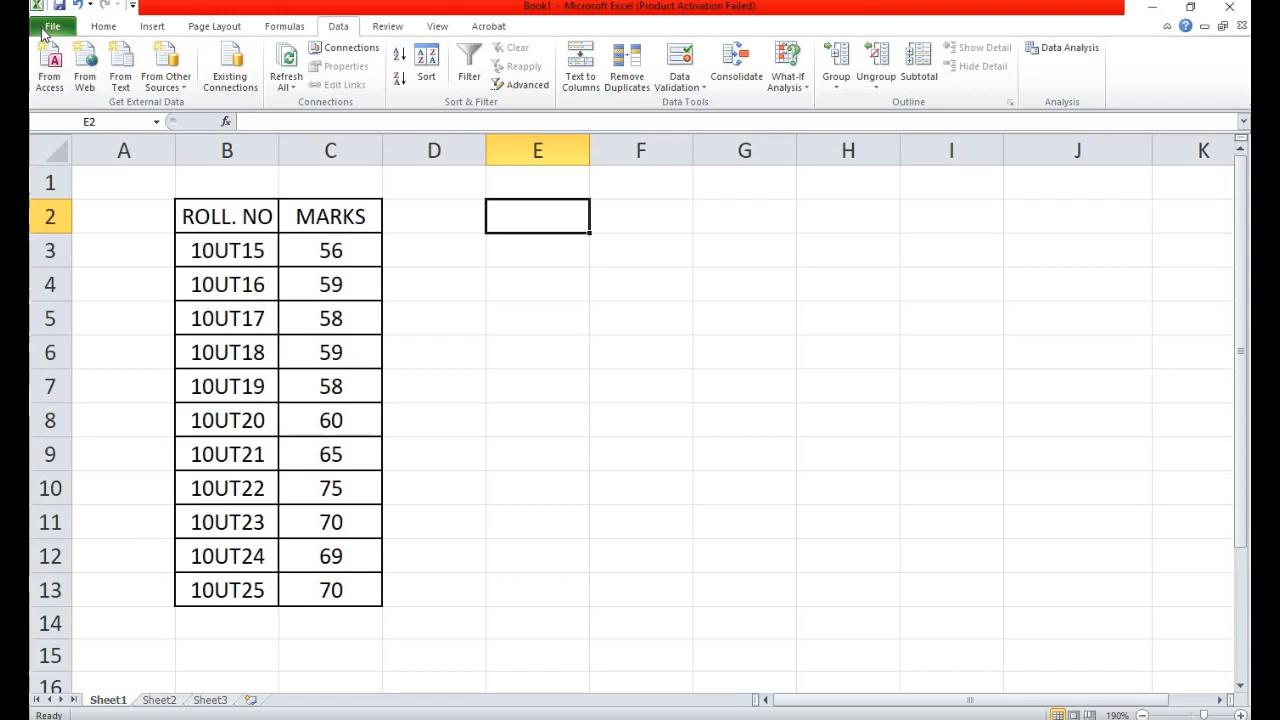 Book1 - Microsoft Excel (Product Activation Failed)
File Home Insert Page Layout Formulas Data Review View Acrobat
From Access From Web From Text From Other Sources Existing Connections
Get External Data
Refresh All Connections Properties Edit Links
Connections
Sort Filter Clear Reapply Advanced
Sort & Filter
Text to Columns Remove Duplicates Data Validation Consolidate What-If Analysis
Data Tools
Group Ungroup Subtotal Show Detail Hide Detail
Outline
Data Analysis
Analysis
E2 fx
A B C D E F G H I J K
1
2 ROLL. NO MARKS
3 10UT15 56
4 10UT16 59
5 10UT17 58
6 10UT18 59
7 10UT19 58
8 10UT20 60
9 10UT21 65
10 10UT22 75
11 10UT23 70
12 10UT24 69
13 10UT25 70
14
15
16
Sheet1 Sheet2 Sheet3
Ready 190%